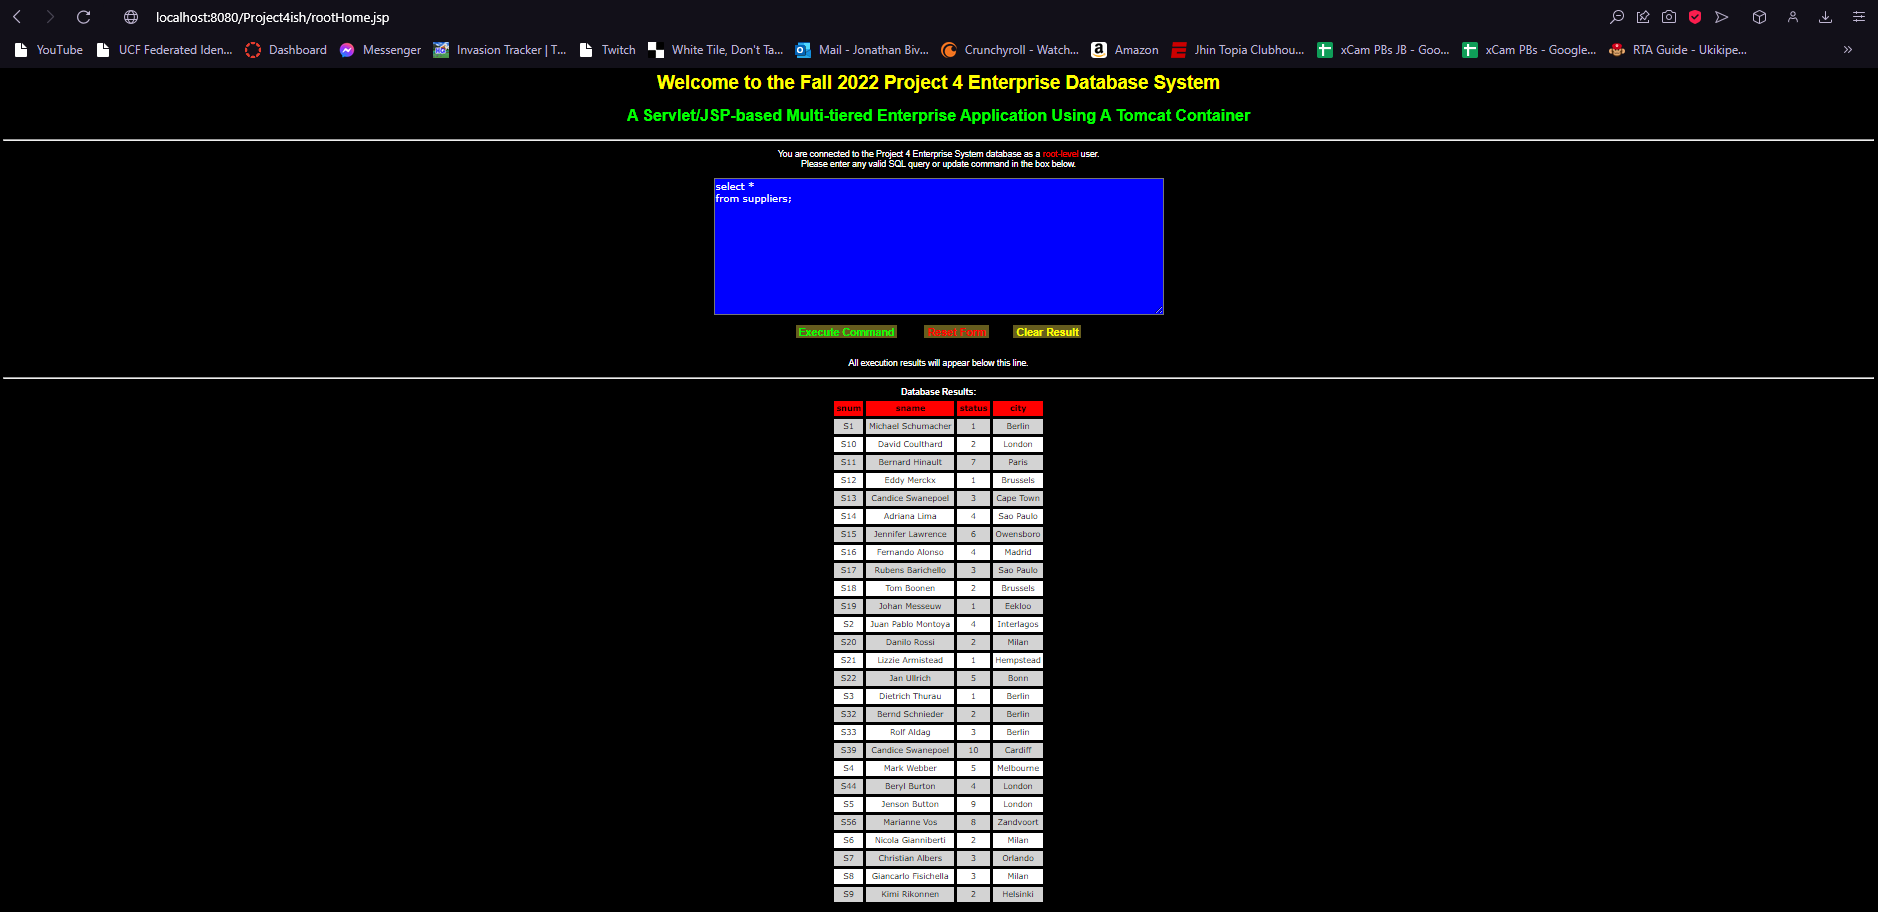 localhost:8080/Project4ish/rootHome.jsp
YouTube UCF Federated Iden... Dashboard Messenger Invasion Tracker | T... Twitch White Tile, Don't Ta... Mail - Jonathan Biv... Crunchyroll - Watch... Amazon Jhin Topia Clubhou... xCam PBs JB - Goo... xCam PBs - Google... RTA Guide - Ukikipe... »
Welcome to the Fall 2022 Project 4 Enterprise Database System
A Servlet/JSP-based Multi-tiered Enterprise Application Using A Tomcat Container
You are connected to the Project 4 Enterprise System database as a root-level user.
Please enter any valid SQL query or update command in the box below.
select *
from suppliers;
Execute Command Reset Form Clear Result
All execution results will appear below this line.
Database Results:
snum sname status city
S1 Michael Schumacher 1 Berlin
S10 David Coulthard 2 London
S11 Bernard Hinault 7 Paris
S12 Eddy Merckx 1 Brussels
S13 Candice Swanepoel 3 Cape Town
S14 Adriana Lima 4 Sao Paulo
S15 Jennifer Lawrence 6 Owensboro
S16 Fernando Alonso 4 Madrid
S17 Rubens Barichello 3 Sao Paulo
S18 Tom Boonen 2 Brussels
S19 Johan Messeuw 1 Eekloo
S2 Juan Pablo Montoya 4 Interlagos
S20 Danilo Rossi 2 Milan
S21 Lizzie Armistead 1 Hempstead
S22 Jan Ullrich 5 Bonn
S3 Dietrich Thurau 1 Berlin
S32 Bernd Schnieder 2 Berlin
S33 Rolf Aldag 3 Berlin
S39 Candice Swanepoel 10 Cardiff
S4 Mark Webber 5 Melbourne
S44 Beryl Burton 4 London
S5 Jenson Button 9 London
S56 Marianne Vos 8 Zandvoort
S6 Nicola Gianniberti 2 Milan
S7 Christian Albers 3 Orlando
S8 Giancarlo Fisichella 3 Milan
S9 Kimi Rikonnen 2 Helsinki